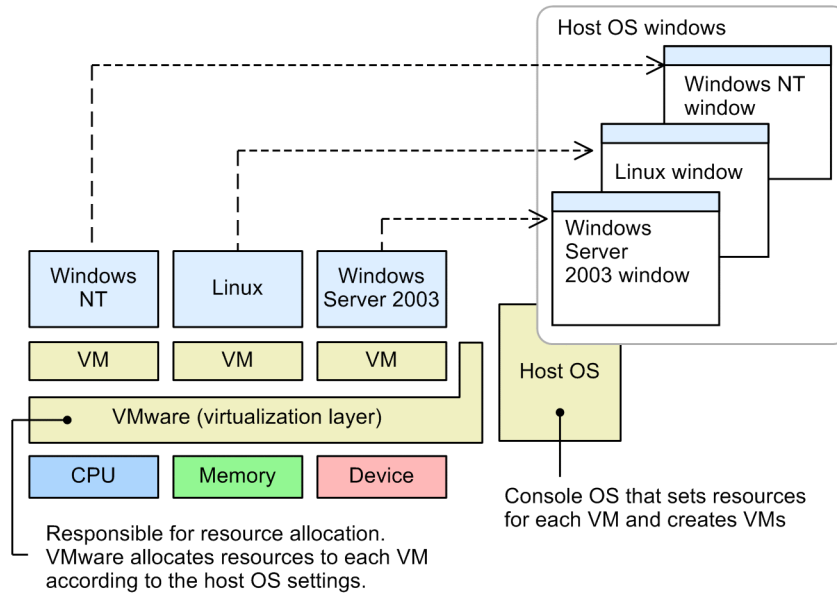 Host OS windows
Windows NT
window
Linux window
Windows
Server
2003 window
Windows
NT
Linux
Windows
Server 2003
VM
VM
VM
Host OS
VMware (virtualization layer)
CPU
Memory
Device
Console OS that sets resources
for each VM and creates VMs
Responsible for resource allocation.
VMware allocates resources to each VM
according to the host OS settings.